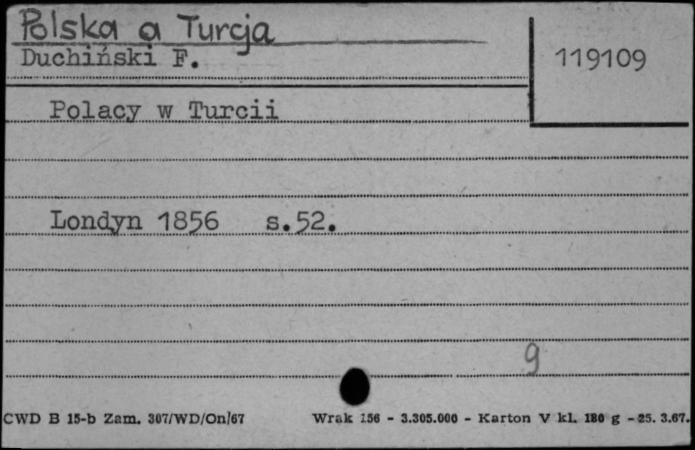 Polska a Turcja
Duchiński F.
119109
Polacy w Turcii
Londyn 1856 s.52.
9
CWD B 15-b Zam. 307/WD/On/67 Wrak 156 - 3.305.000 - Karton V kl. 180 g - 25. 3.67.